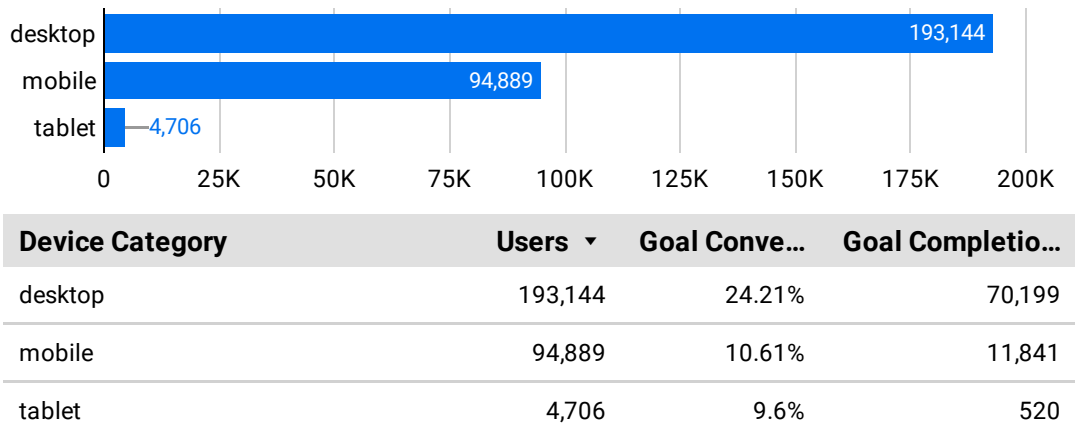 desktop 193,144
mobile 94,889
tablet 4,706
0 25K 50K 75K 100K 125K 150K 175K 200K
Device Category Users Goal Conve... Goal Completio...
desktop 193,144 24.21% 70,199
mobile 94,889 10.61% 11,841
tablet 4,706 9.6% 520